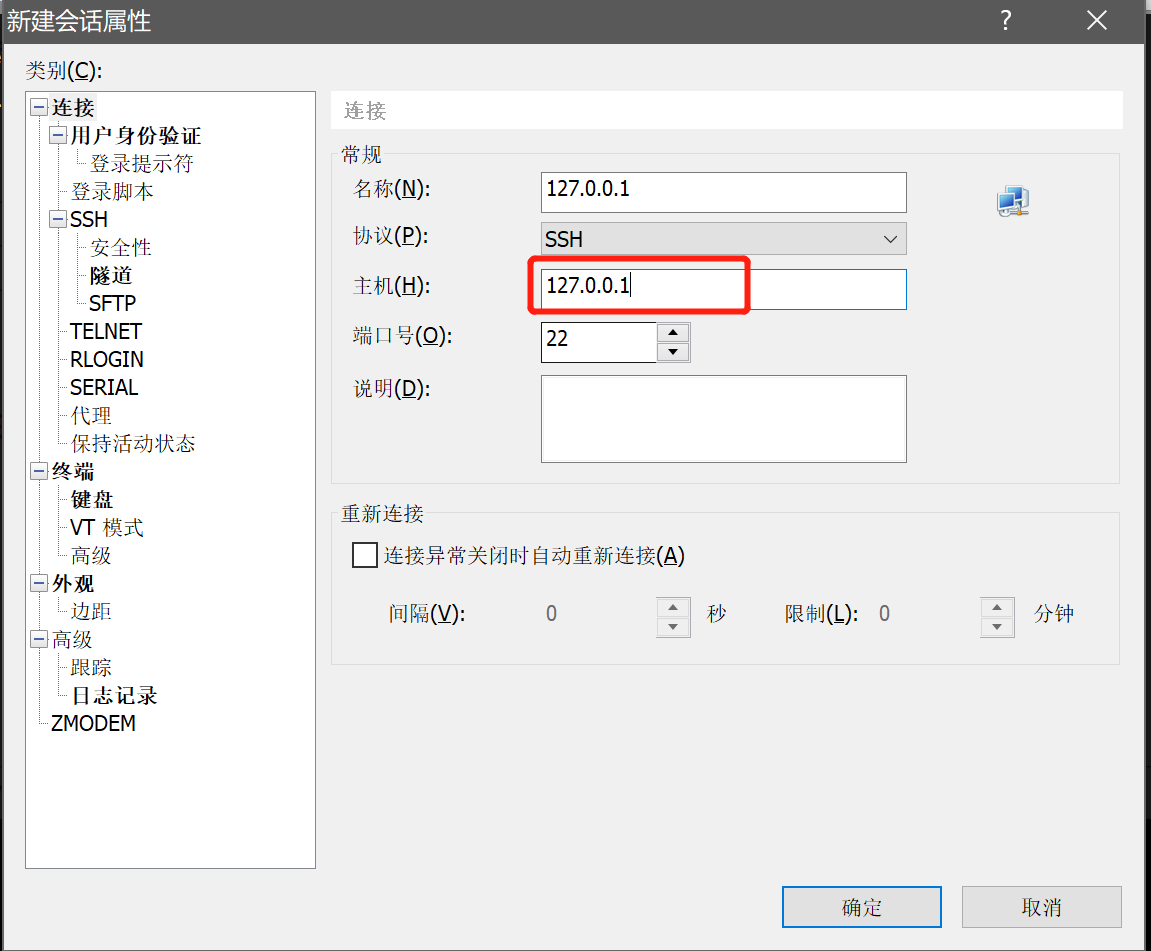 新建会话属性
?
类别(C):
连接
用户身份验证
登录提示符
登录脚本
SSH
安全性
隧道
SFTP
TELNET
RLOGIN
SERIAL
代理
保持活动状态
终端
键盘
VT 模式
高级
外观
边距
高级
跟踪
日志记录
ZMODEM
连接
常规
名称(N): 127.0.0.1
协议(P): SSH
主机(H): 127.0.0.1
端口号(O): 22
说明(D):
重新连接
连接异常关闭时自动重新连接(A)
间隔(V): 0 秒 限制(L): 0 分钟
确定 取消